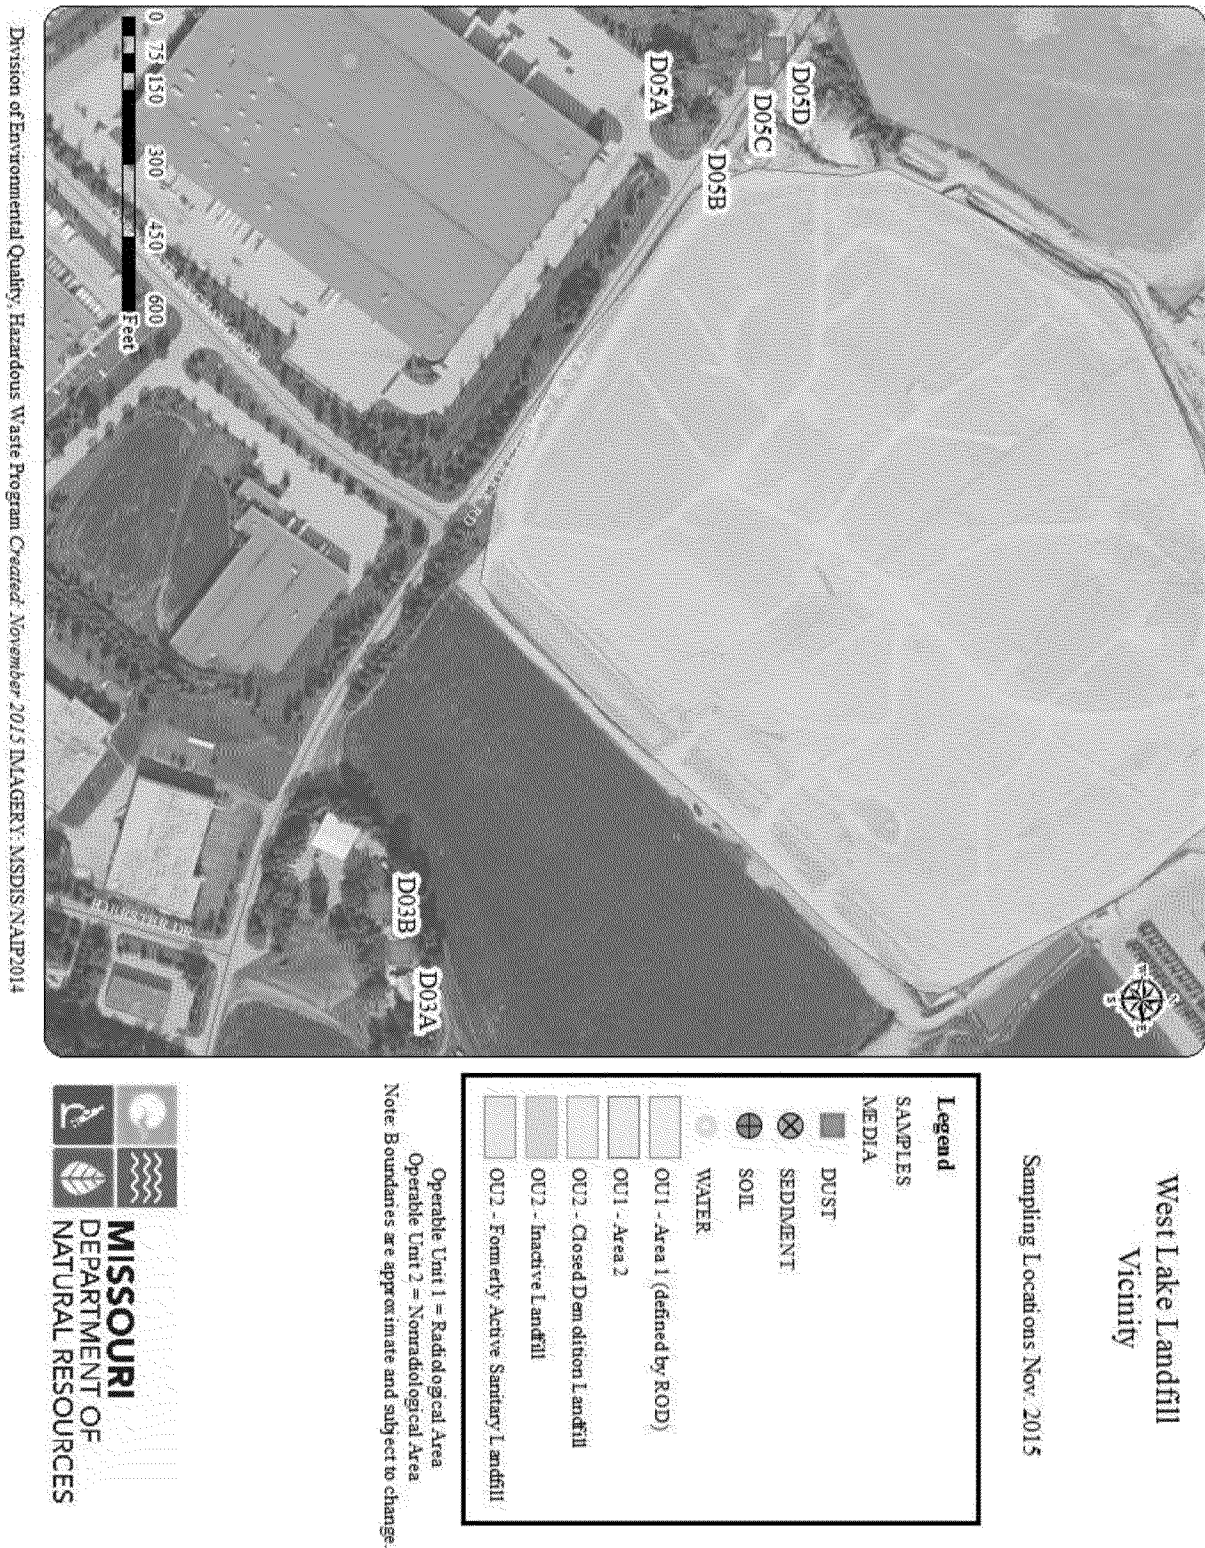 West Lake Landfill
Vicinity
Sampling Locations Nov. 2015
Legend
SAMPLES
MEDIA
DUST
SEDIMENT
SOIL
WATER
OU1 - Area 1 (defined by ROD)
OU1 - Area 2
OU2 - Closed Demolition Landfill
OU2 - Inactive Landfill
OU2 - Formerly Active Sanitary Landfill
Operable Unit 1 = Radiological Area
Operable Unit 2 = Nonradiological Area
Note: Boundaries are approximate and subject to change.
MISSOURI
DEPARTMENT OF
NATURAL RESOURCES
D05D
D05C
D05B
D05A
D03B
D03A
0 75 150 300 450 600
Feet
Division of Environmental Quality, Hazardous Waste Program Created: November 2015 IMAGERY: MSDIS/NAIP2014